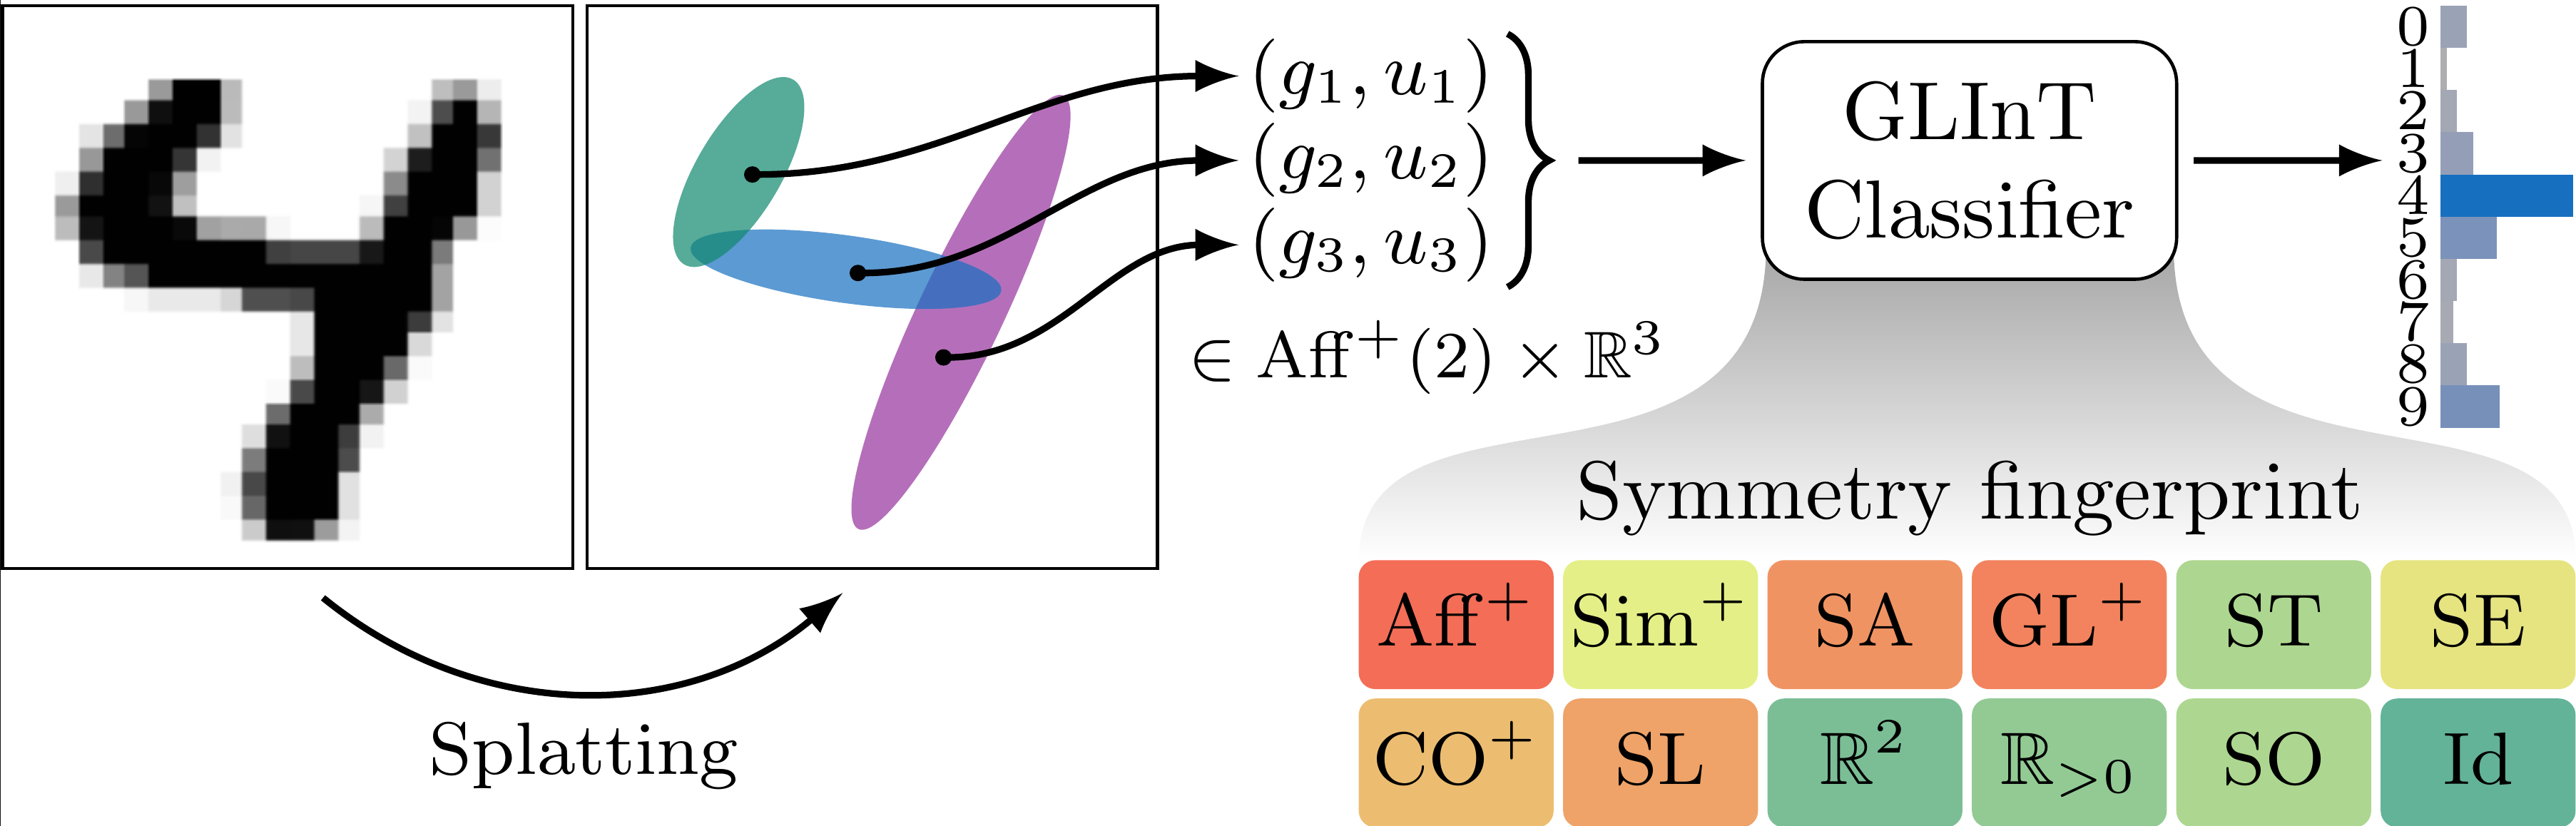 (g₁, u₁)
(g₂, u₂)
(g₃, u₃)
∈ Aff⁺(2) × ℝ³
GLInT
Classifier
0
1
2
3
4
5
6
7
8
9
Splatting
Symmetry fingerprint
Aff⁺ Sim⁺ SA GL⁺ ST SE
CO⁺ SL ℝ² ℝ>₀ SO Id